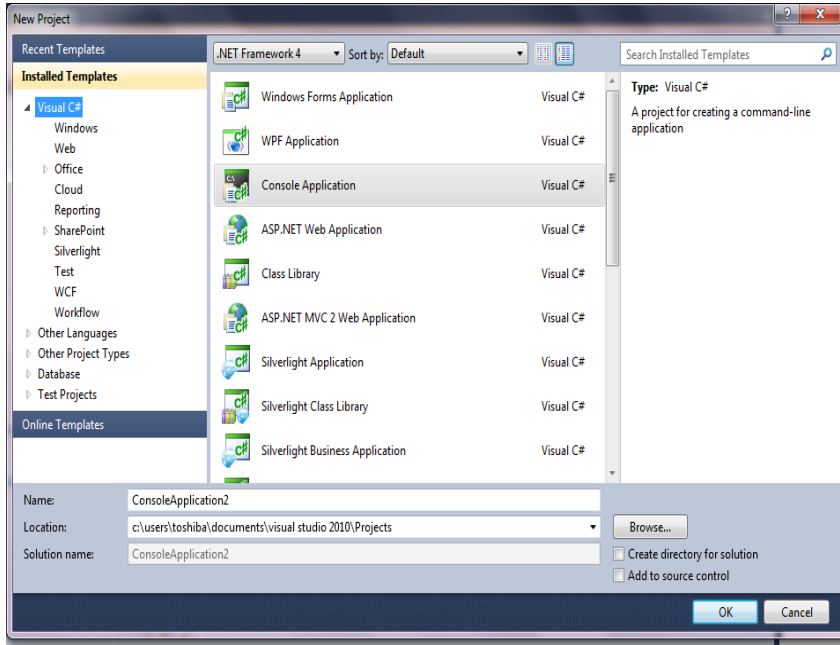 New Project
Recent Templates
Installed Templates
Visual C#
Windows
Web
Office
Cloud
Reporting
SharePoint
Silverlight
Test
WCF
Workflow
Other Languages
Other Project Types
Database
Test Projects
Online Templates
.NET Framework 4
Sort by: Default
Windows Forms Application Visual C#
WPF Application Visual C#
Console Application Visual C#
ASP.NET Web Application Visual C#
Class Library Visual C#
ASP.NET MVC 2 Web Application Visual C#
Silverlight Application Visual C#
Silverlight Class Library Visual C#
Silverlight Business Application Visual C#
Search Installed Templates
Type: Visual C#
A project for creating a command-line
application
Name: ConsoleApplication2
Location: c:\users\toshiba\documents\visual studio 2010\Projects
Browse...
Solution name: ConsoleApplication2
Create directory for solution
Add to source control
OK Cancel